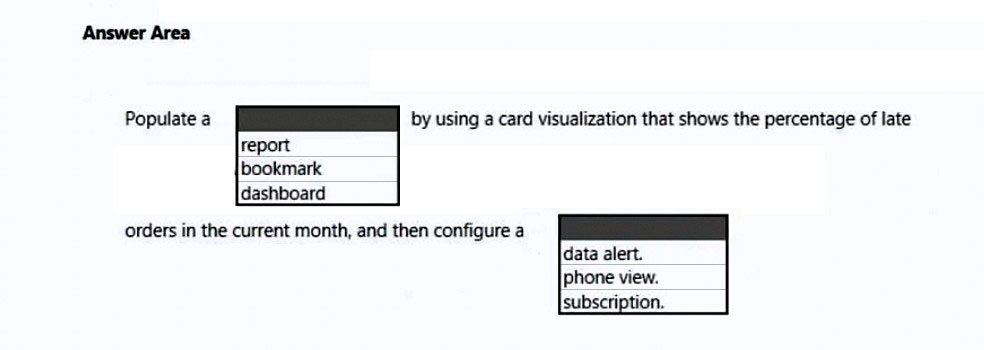 Answer Area
Populate a by using a card visualization that shows the percentage of late
report
bookmark
dashboard
orders in the current month, and then configure a
data alert.
phone view.
subscription.